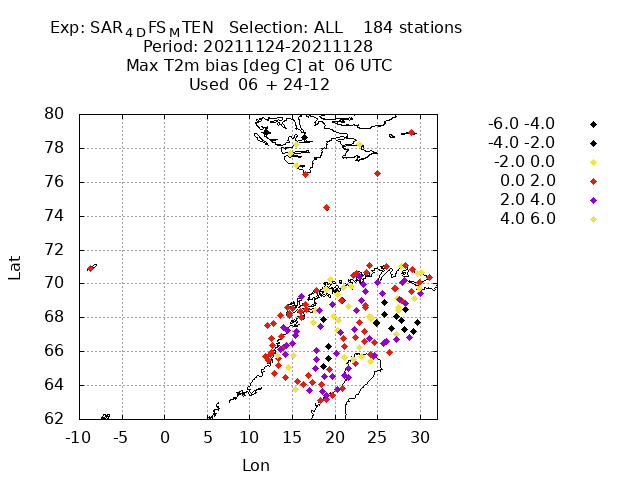 Exp: SAR4DFSMTEN Selection: ALL 184 stations
Period: 20211124-20211128
Max T2m bias [deg C] at 06 UTC
Used 06 + 24-12
80
78
76
74
72
70
68
66
64
62
-10 -5 0 5 10 15 20 25 30
Lat
Lon
-6.0 -4.0
-4.0 -2.0
-2.0 0.0
0.0 2.0
2.0 4.0
4.0 6.0